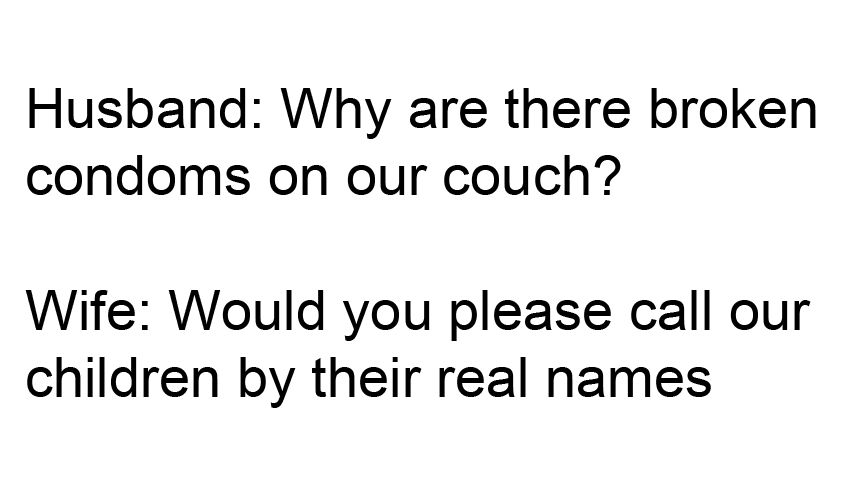 Husband: Why are there broken
condoms on our couch?
Wife: Would you please call our
children by their real names